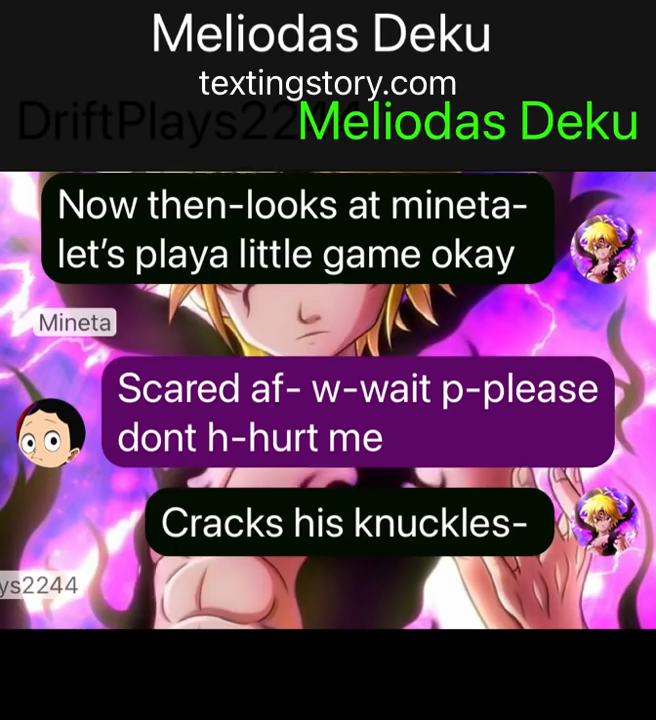 Meliodas Deku
textingstory.com
DriftPlays2244
Meliodas Deku
Now then-looks at mineta-
let's playa little game okay
Mineta
Scared af- w-wait p-please
dont h-hurt me
Cracks his knuckles-
ys2244